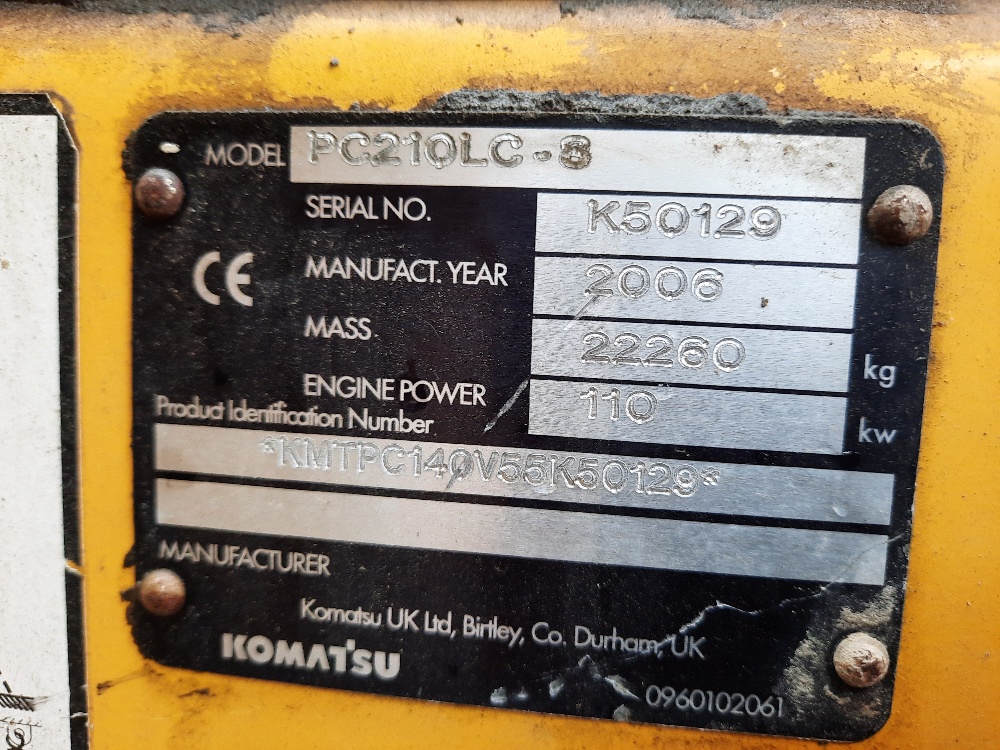 MODEL PC210LC-8
SERIAL NO. K50129
CE
MANUFACT. YEAR 2006
MASS 22260 kg
ENGINE POWER 110 kw
Product Identification Number
*KMTPC140V55K50129*
MANUFACTURER
Komatsu UK Ltd, Birtley, Co. Durham, UK
KOMATSU
0960102061